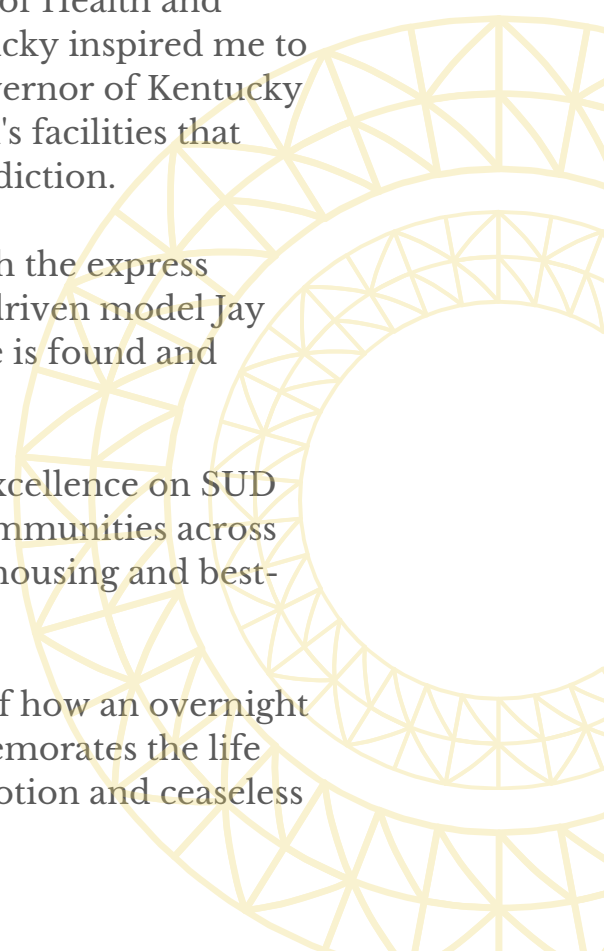 of Health and
cky inspired me to
vernor of Kentucky
's facilities that
diction.
h the express
driven model Jay
e is found and
xcellence on SUD
mmunities across
housing and best-
f how an overnight
emorates the life
otion and ceaseless